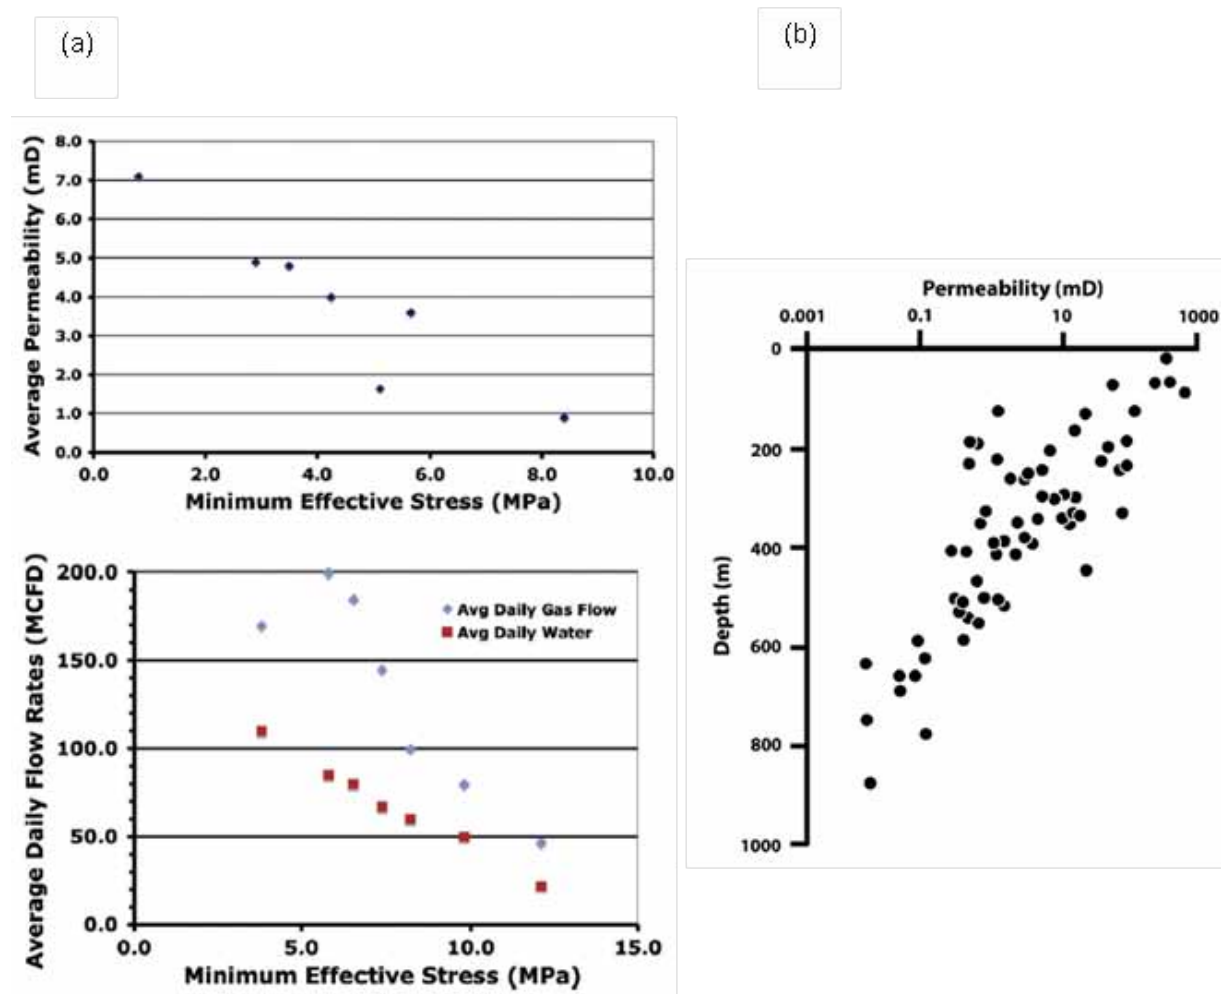 (a)
(b)
Average Permeability (mD)
8.0
7.0
6.0
5.0
4.0
3.0
2.0
1.0
0.0
0.0 2.0 4.0 6.0 8.0 10.0
Minimum Effective Stress (MPa)
Average Daily Flow Rates (MCFD)
200.0
150.0
100.0
50.0
0.0
Avg Daily Gas Flow
Avg Daily Water
0.0 5.0 10.0 15.0
Minimum Effective Stress (MPa)
Permeability (mD)
0.001 0.1 10 1000
Depth (m)
0
200
400
600
800
1000